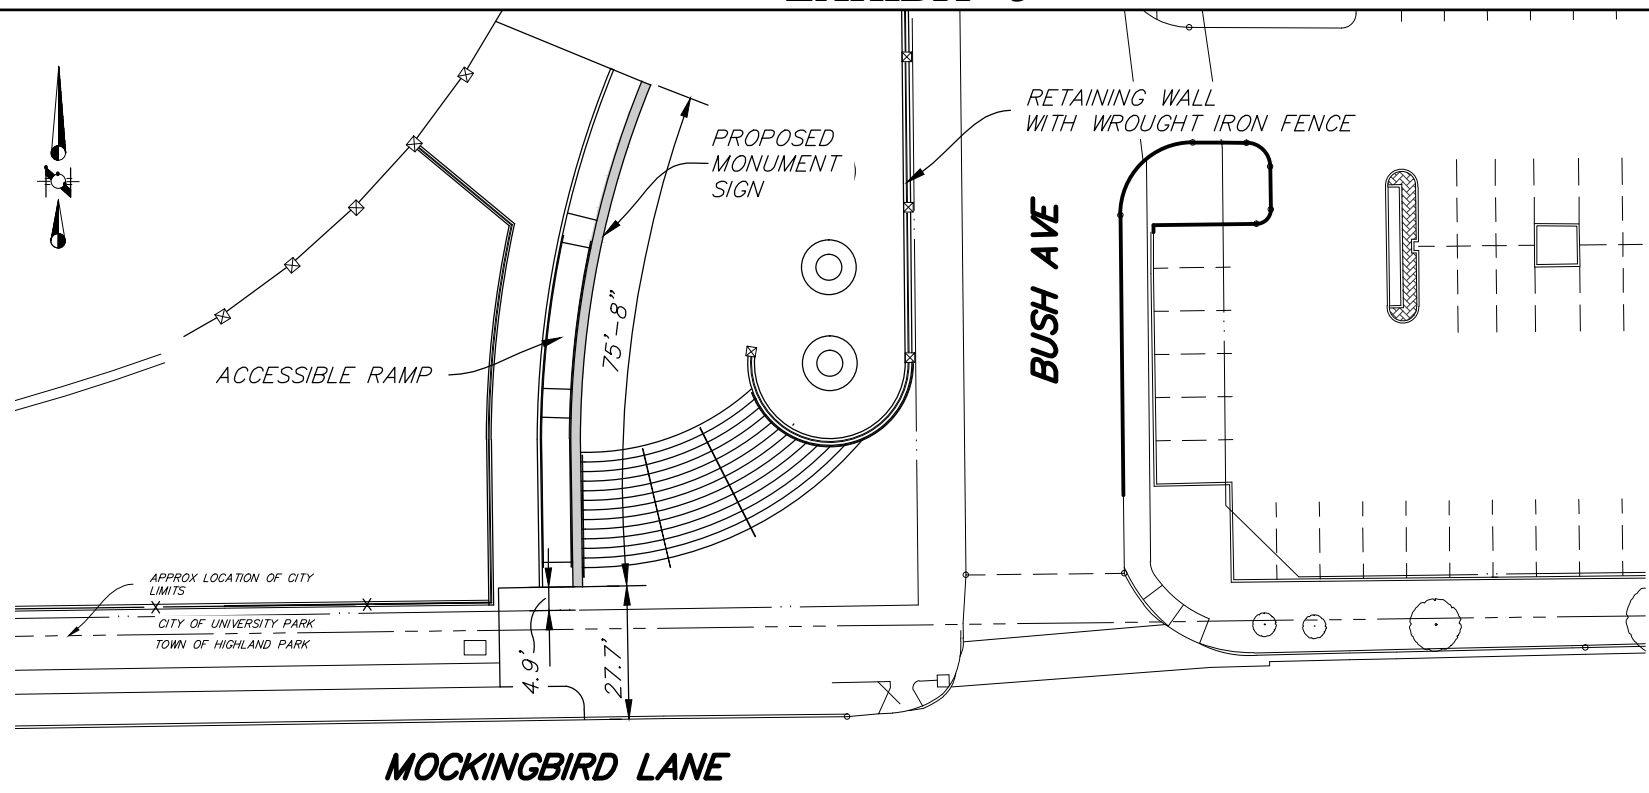 RETAINING WALL
WITH WROUGHT IRON FENCE
PROPOSED
MONUMENT
SIGN
BUSH AVE
75'-8"
ACCESSIBLE RAMP
APPROX LOCATION OF CITY
LIMITS
CITY OF UNIVERSITY PARK
TOWN OF HIGHLAND PARK
4.9'
27.7'
MOCKINGBIRD LANE